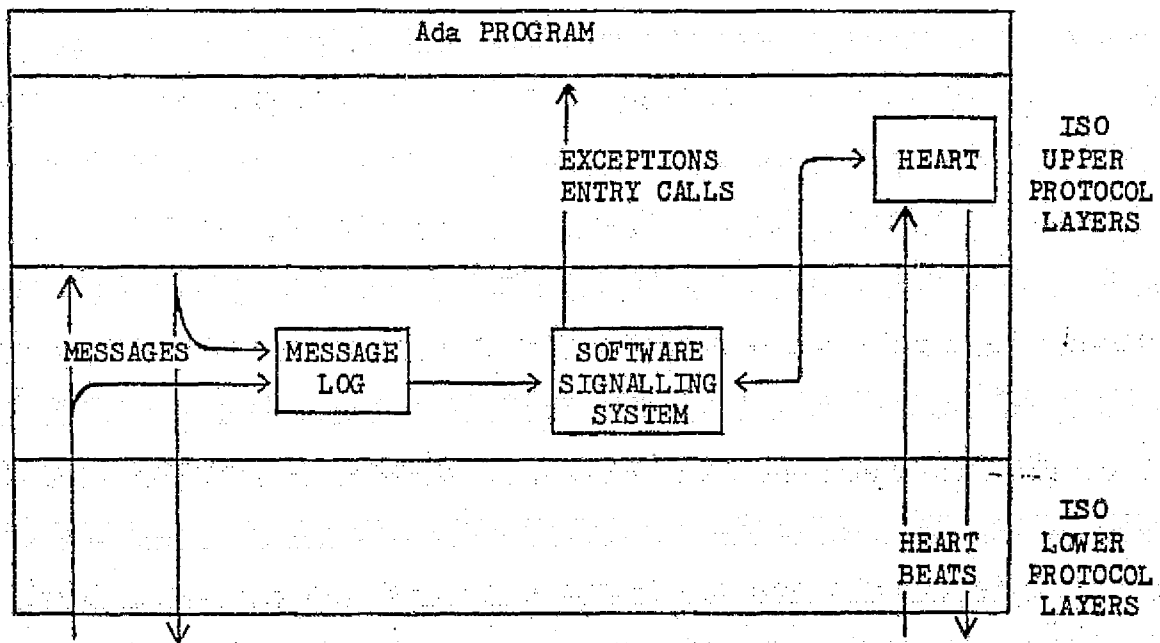 Ada PROGRAM
EXCEPTIONS
ENTRY CALLS
HEART
ISO
UPPER
PROTOCOL
LAYERS
MESSAGES
MESSAGE
LOG
SOFTWARE
SIGNALLING
SYSTEM
HEART
BEATS
ISO
LOWER
PROTOCOL
LAYERS